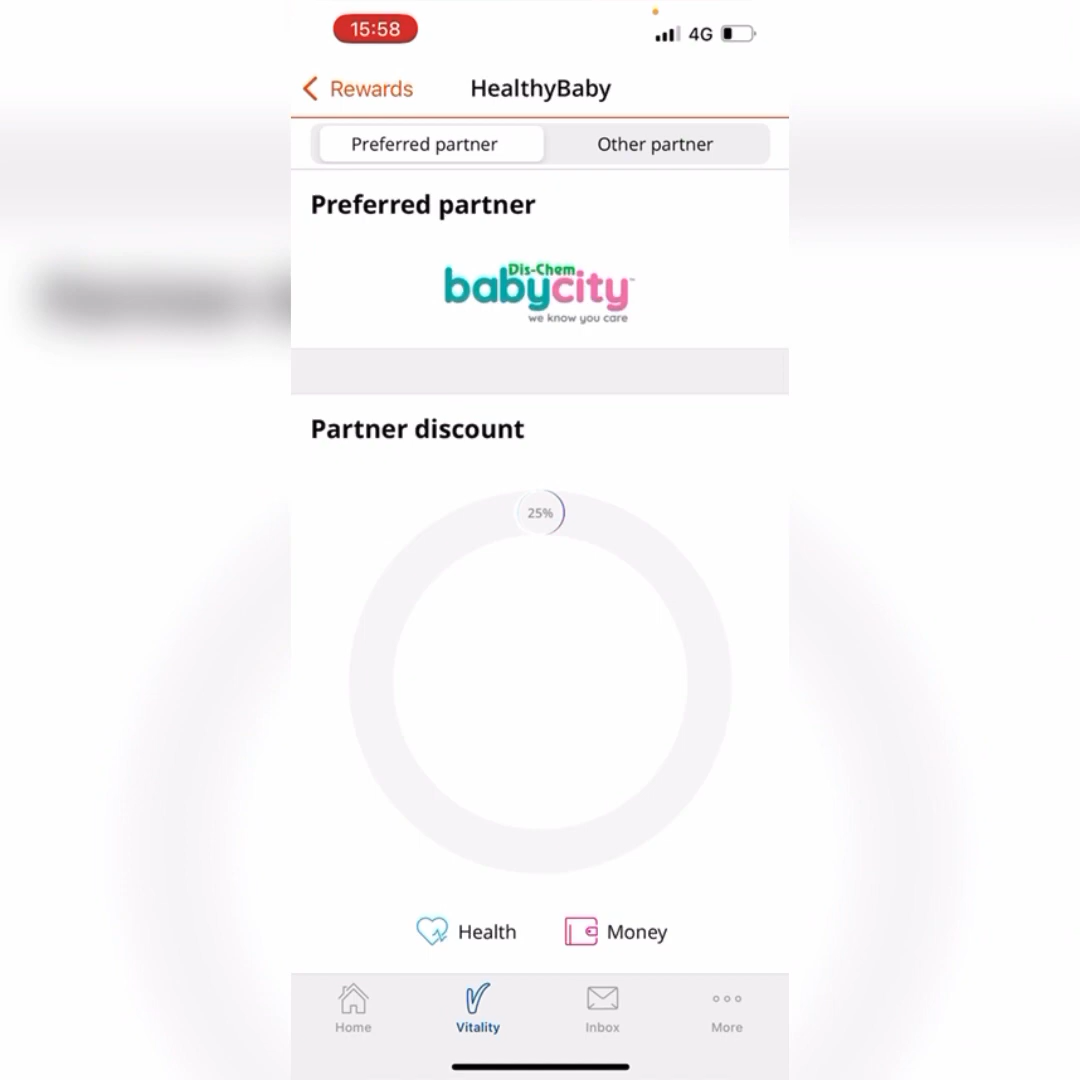 15:58
4G
Rewards
HealthyBaby
Preferred partner
Other partner
Preferred partner
Dis-Chem
babycity™
we know you care
Partner discount
25%
Health
Money
Home
Vitality
Inbox
More